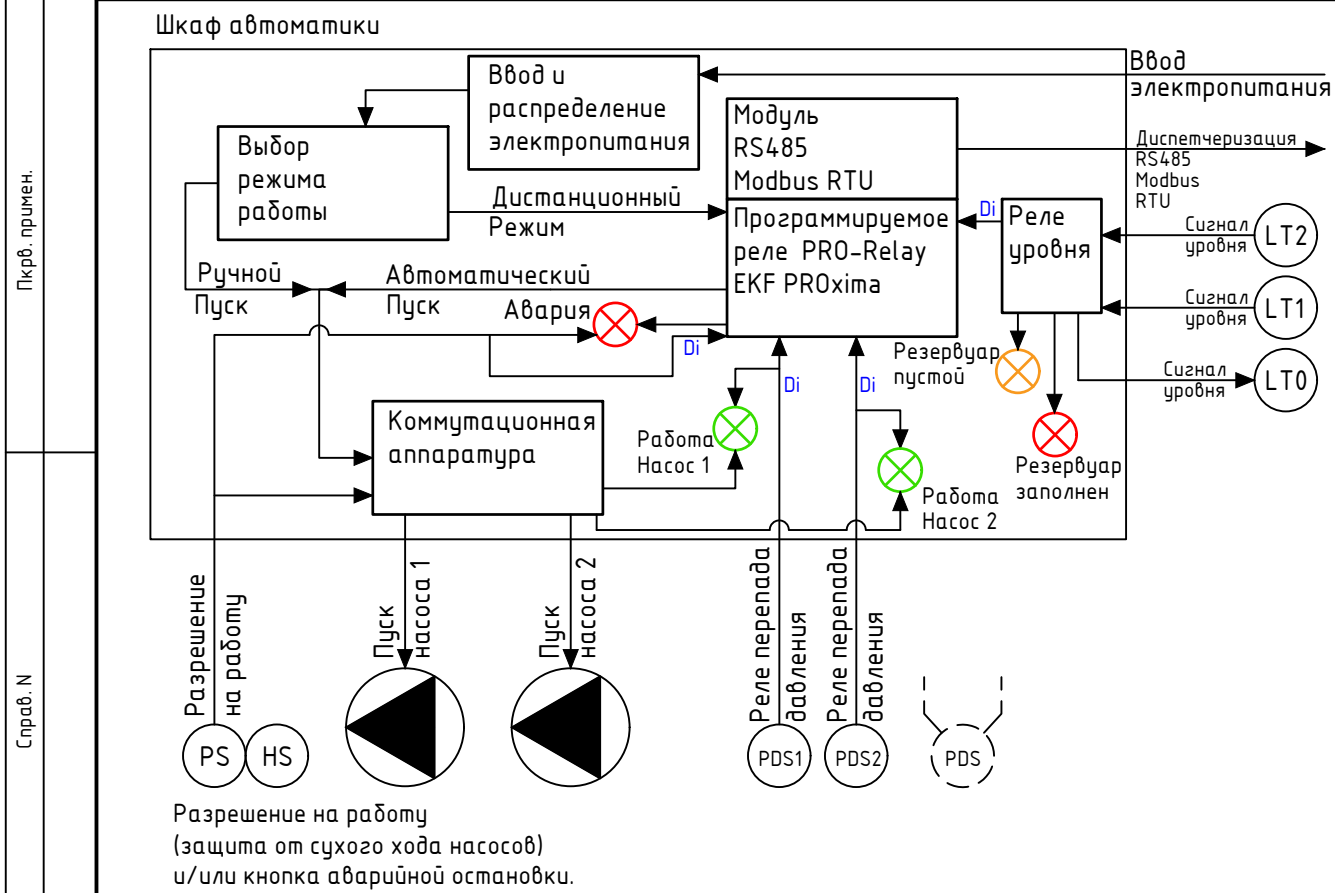 Шкаф автоматики
Ввод и
распределение
электропитания
Ввод
электропитания
Выбор
режима
работы
Модуль
RS485
Modbus RTU
Диспетчеризация
RS485
Modbus
RTU
Дистанционный
Режим
Программируемое
реле PRO-Relay
EKF PROxima
Di
Реле
уровня
Сигнал
уровня
LT2
Сигнал
уровня
LT1
Сигнал
уровня
LT0
Ручной
Пуск
Автоматический
Пуск
Авария
Di
Di
Di
Резервуар
пустой
Резервуар
заполнен
Коммутационная
аппаратура
Работа
Насос 1
Работа
Насос 2
Разрешение
на работу
Пуск
насоса 1
Пуск
насоса 2
Реле перепада
давления
Реле перепада
давления
PS
HS
PDS1
PDS2
PDS
Разрешение на работу
(защита от сухого хода насосов)
и/или кнопка аварийной остановки.
Пкрв. примен.
Справ. N